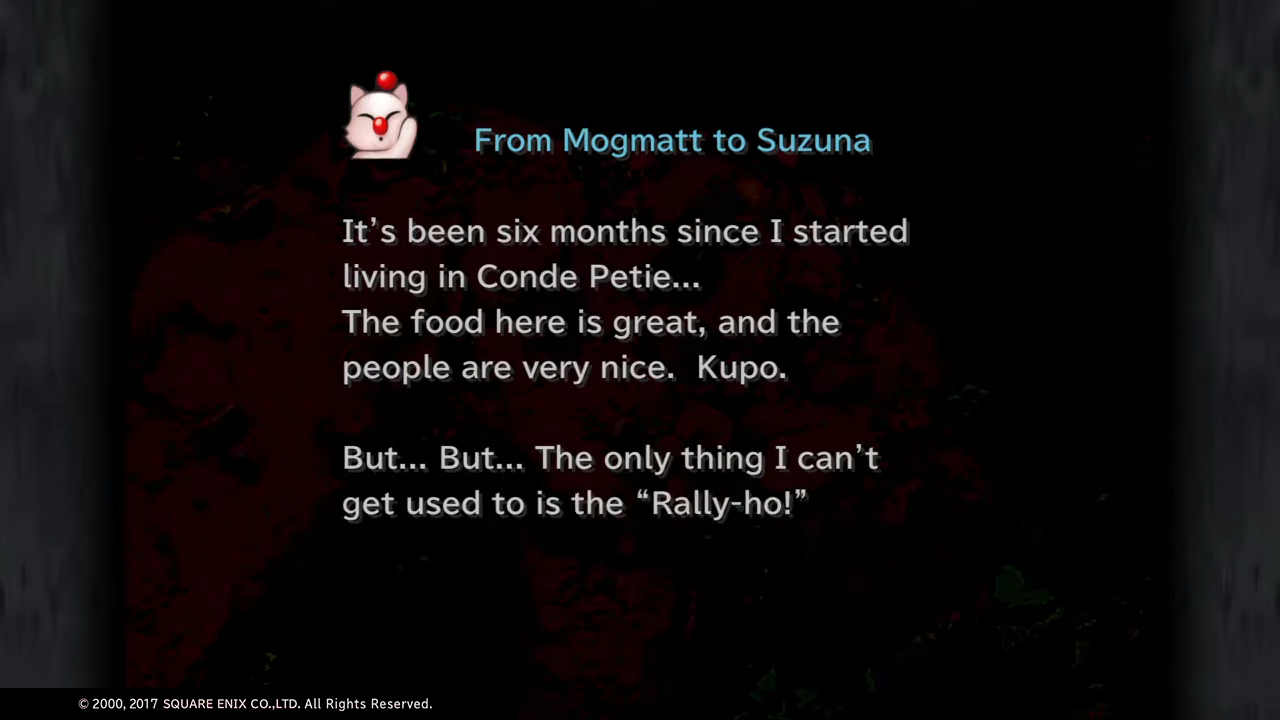 From Mogmatt to Suzuna
It's been six months since I started
living in Conde Petie...
The food here is great, and the
people are very nice.  Kupo.
But... But... The only thing I can't
get used to is the “Rally-ho!”
© 2000, 2017 SQUARE ENIX CO.,LTD. All Rights Reserved.